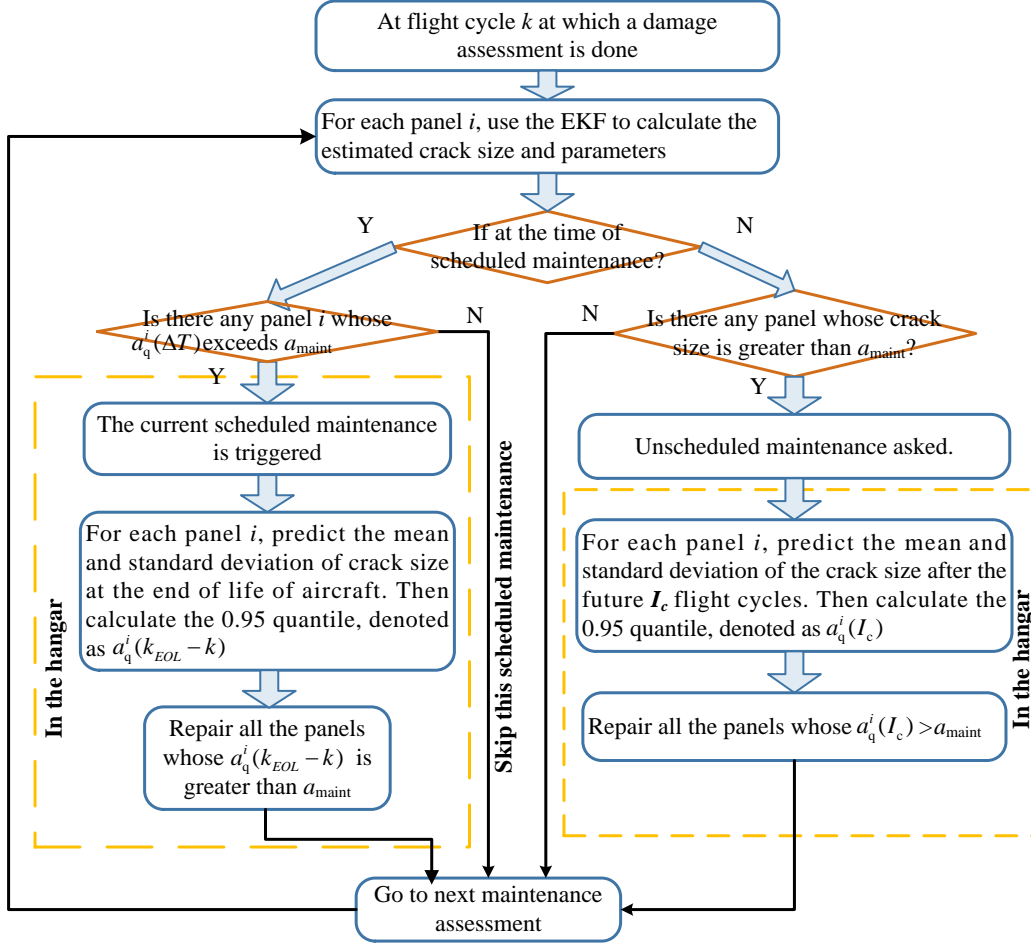 At flight cycle k at which a damage
assessment is done
For each panel i, use the EKF to calculate the
estimated crack size and parameters
Y
N
If at the time of
scheduled maintenance?
Is there any panel i whose
a_q^i(ΔT) exceeds a_maint
N
Y
N
Is there any panel whose crack
size is greater than a_maint?
Y
The current scheduled maintenance
is triggered
Unscheduled maintenance asked.
For each panel i, predict the mean
and standard deviation of crack size
at the end of life of aircraft. Then
calculate the 0.95 quantile, denoted
as a_q^i(k_EOL − k)
Repair all the panels
whose a_q^i(k_EOL − k) is
greater than a_maint
In the hangar
Skip this scheduled maintenance
For each panel i, predict the mean and
standard deviation of the crack size after the
future I_c flight cycles. Then calculate the
0.95 quantile, denoted as a_q^i(I_c)
Repair all the panels whose a_q^i(I_c) > a_maint
In the hangar
Go to next maintenance
assessment